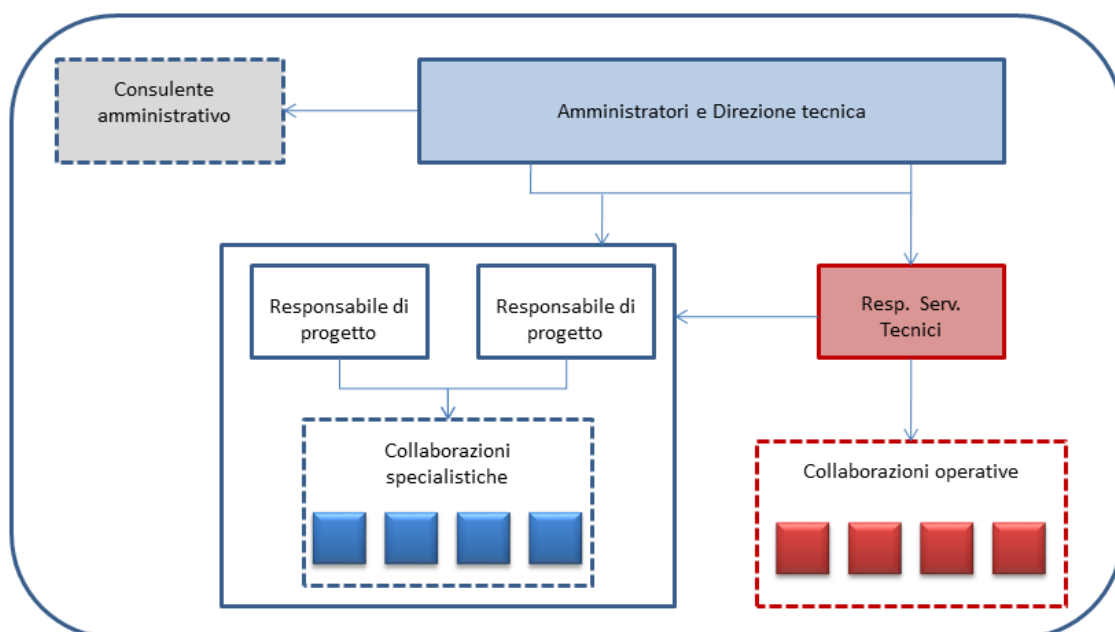 Consulente
amministrativo
Amministratori e Direzione tecnica
Responsabile di
progetto
Responsabile di
progetto
Resp. Serv.
Tecnici
Collaborazioni
specialistiche
Collaborazioni operative